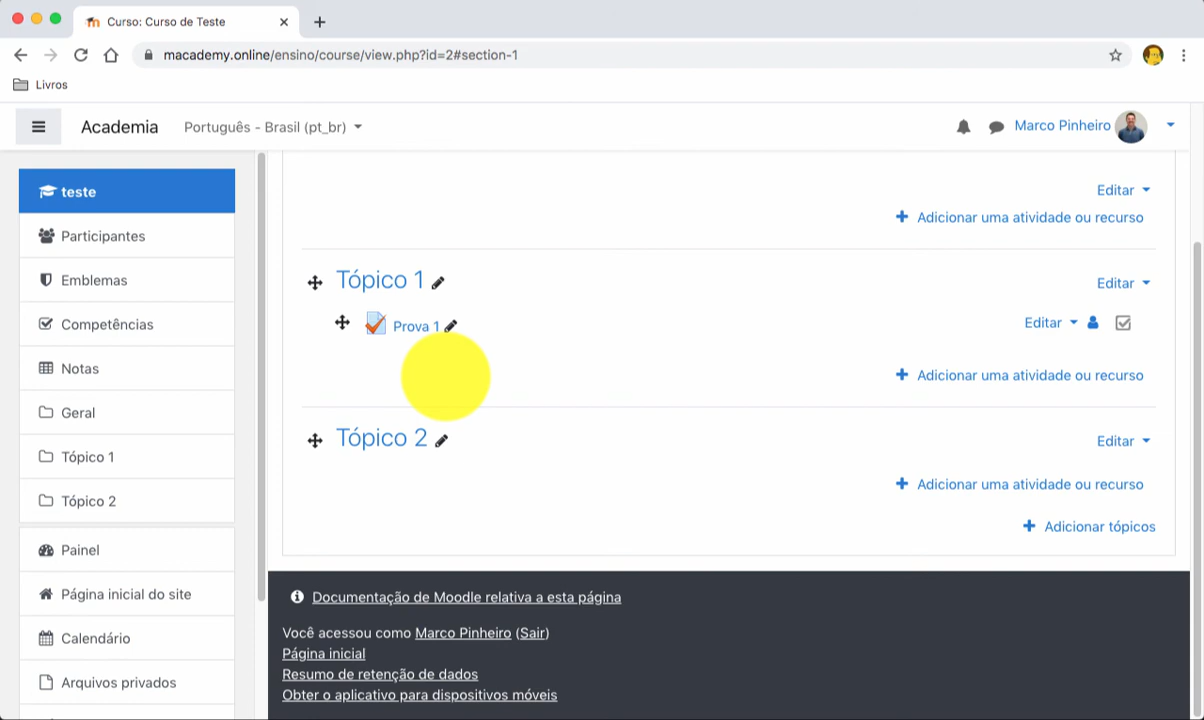 Curso: Curso de Teste
macademy.online/ensino/course/view.php?id=2#section-1
Livros
Academia
Português - Brasil (pt_br)
Marco Pinheiro
teste
Participantes
Emblemas
Competências
Notas
Geral
Tópico 1
Tópico 2
Painel
Página inicial do site
Calendário
Arquivos privados
Editar
Adicionar uma atividade ou recurso
Tópico 1
Editar
Prova 1
Editar
Adicionar uma atividade ou recurso
Tópico 2
Editar
Adicionar uma atividade ou recurso
Adicionar tópicos
Documentação de Moodle relativa a esta página
Você acessou como Marco Pinheiro (Sair)
Página inicial
Resumo de retenção de dados
Obter o aplicativo para dispositivos móveis